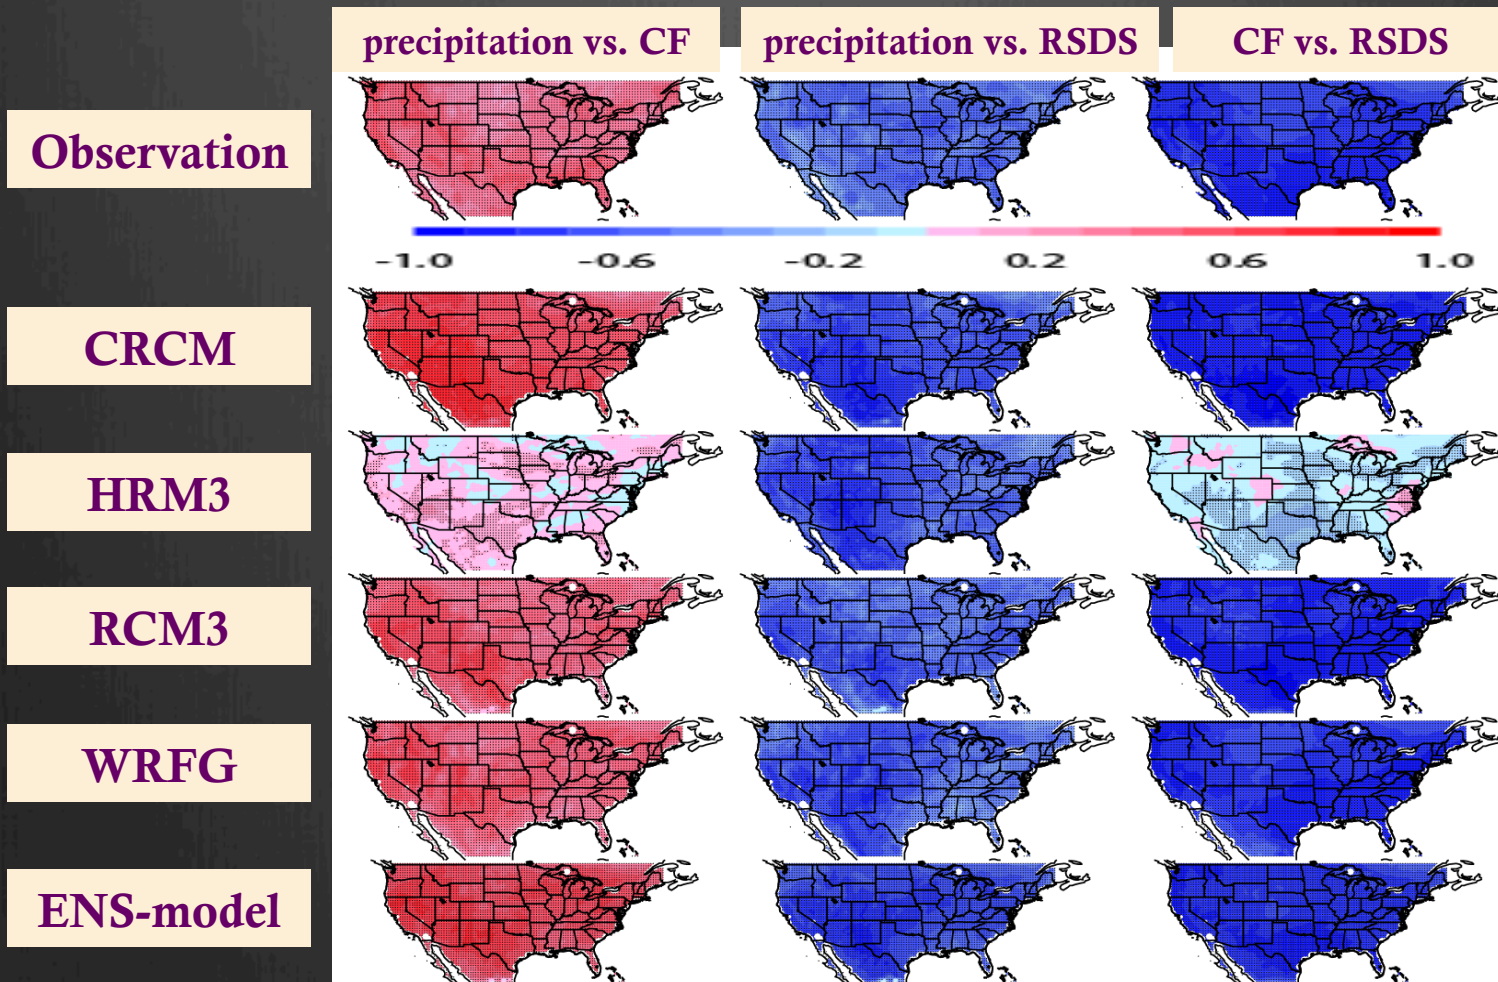 precipitation vs. CF
precipitation vs. RSDS
CF vs. RSDS
Observation
-1.0 -0.6 -0.2 0.2 0.6 1.0
CRCM
HRM3
RCM3
WRFG
ENS-model